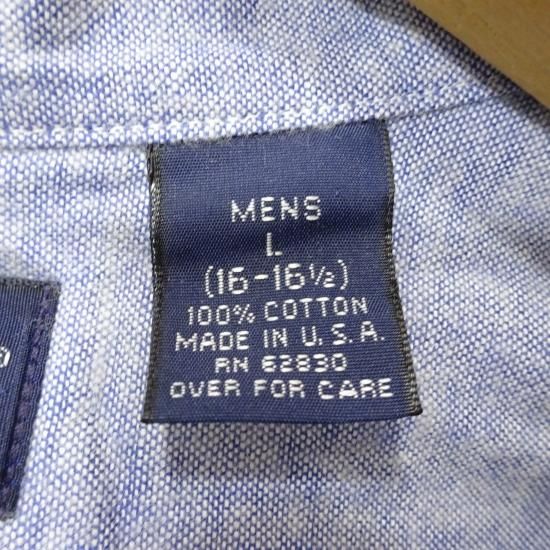 MENS
L
(16-16½)
100% COTTON
MADE IN U.S.A.
RN 62830
OVER FOR CARE